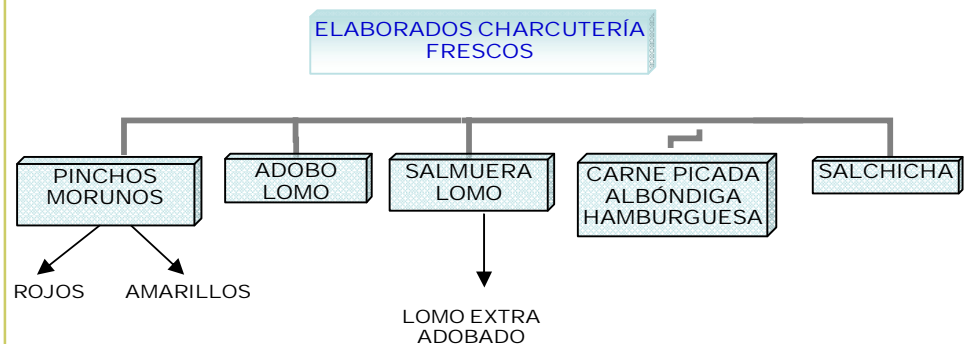 ELABORADOS CHARCUTERÍA
FRESCOS
PINCHOS
MORUNOS
ADOBO
LOMO
SALMUERA
LOMO
CARNE PICADA
ALBÓNDIGA
HAMBURGUESA
SALCHICHA
ROJOS
AMARILLOS
LOMO EXTRA
ADOBADO